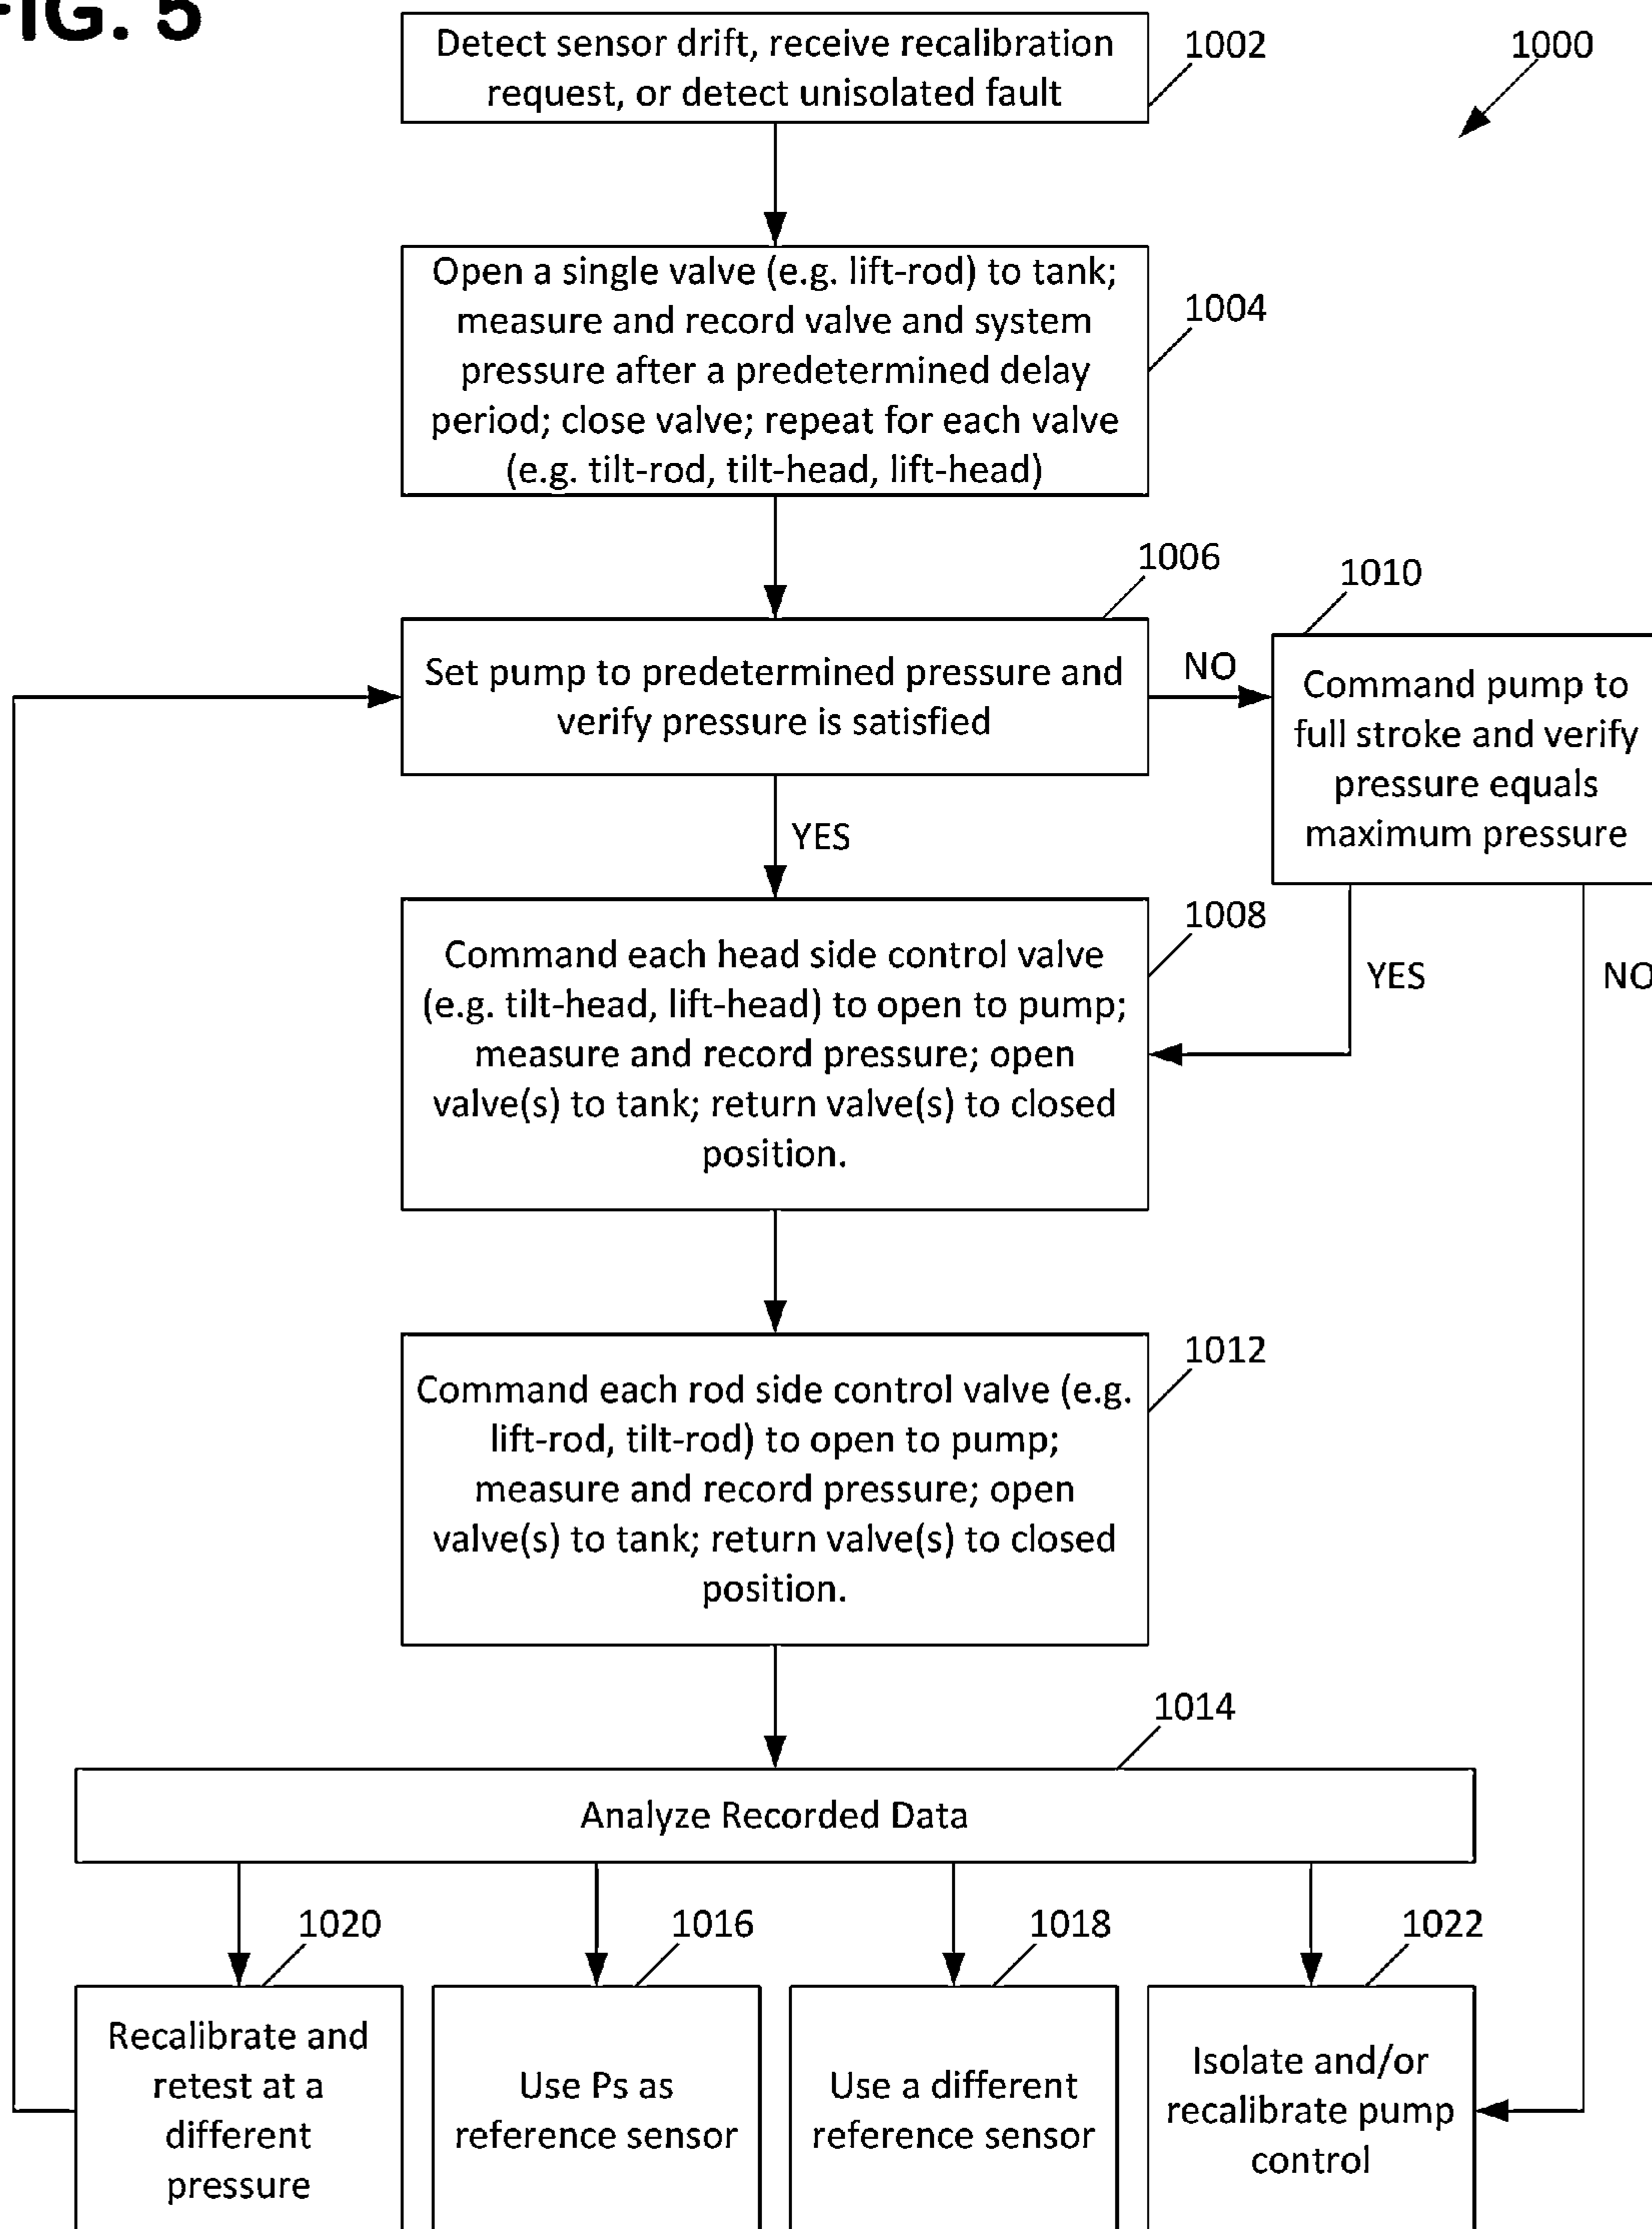 FIG. 5
Detect sensor drift, receive recalibration
request, or detect unisolated fault
1002
1000
Open a single valve (e.g. lift-rod) to tank;
measure and record valve and system
pressure after a predetermined delay
period; close valve; repeat for each valve
(e.g. tilt-rod, tilt-head, lift-head)
1004
1006
Set pump to predetermined pressure and
verify pressure is satisfied
NO
1010
Command pump to
full stroke and verify
pressure equals
maximum pressure
YES
1008
Command each head side control valve
(e.g. tilt-head, lift-head) to open to pump;
measure and record pressure; open
valve(s) to tank; return valve(s) to closed
position.
YES
NO
1012
Command each rod side control valve (e.g.
lift-rod, tilt-rod) to open to pump;
measure and record pressure; open
valve(s) to tank; return valve(s) to closed
position.
1014
Analyze Recorded Data
1020
Recalibrate and
retest at a
different
pressure
1016
Use Ps as
reference sensor
1018
Use a different
reference sensor
1022
Isolate and/or
recalibrate pump
control